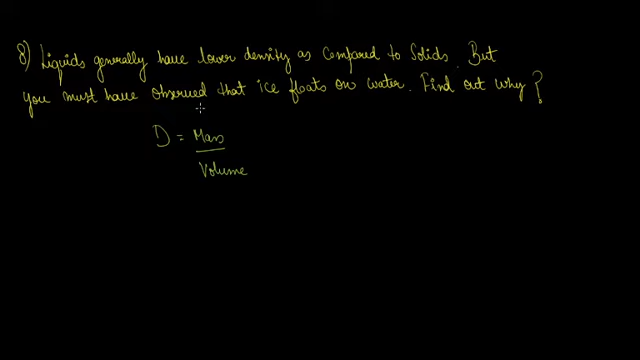 8) Liquids generally have lower density as compared to Solids. But
you must have observed that ice floats on water. Find out why?
D = Mass
Volume